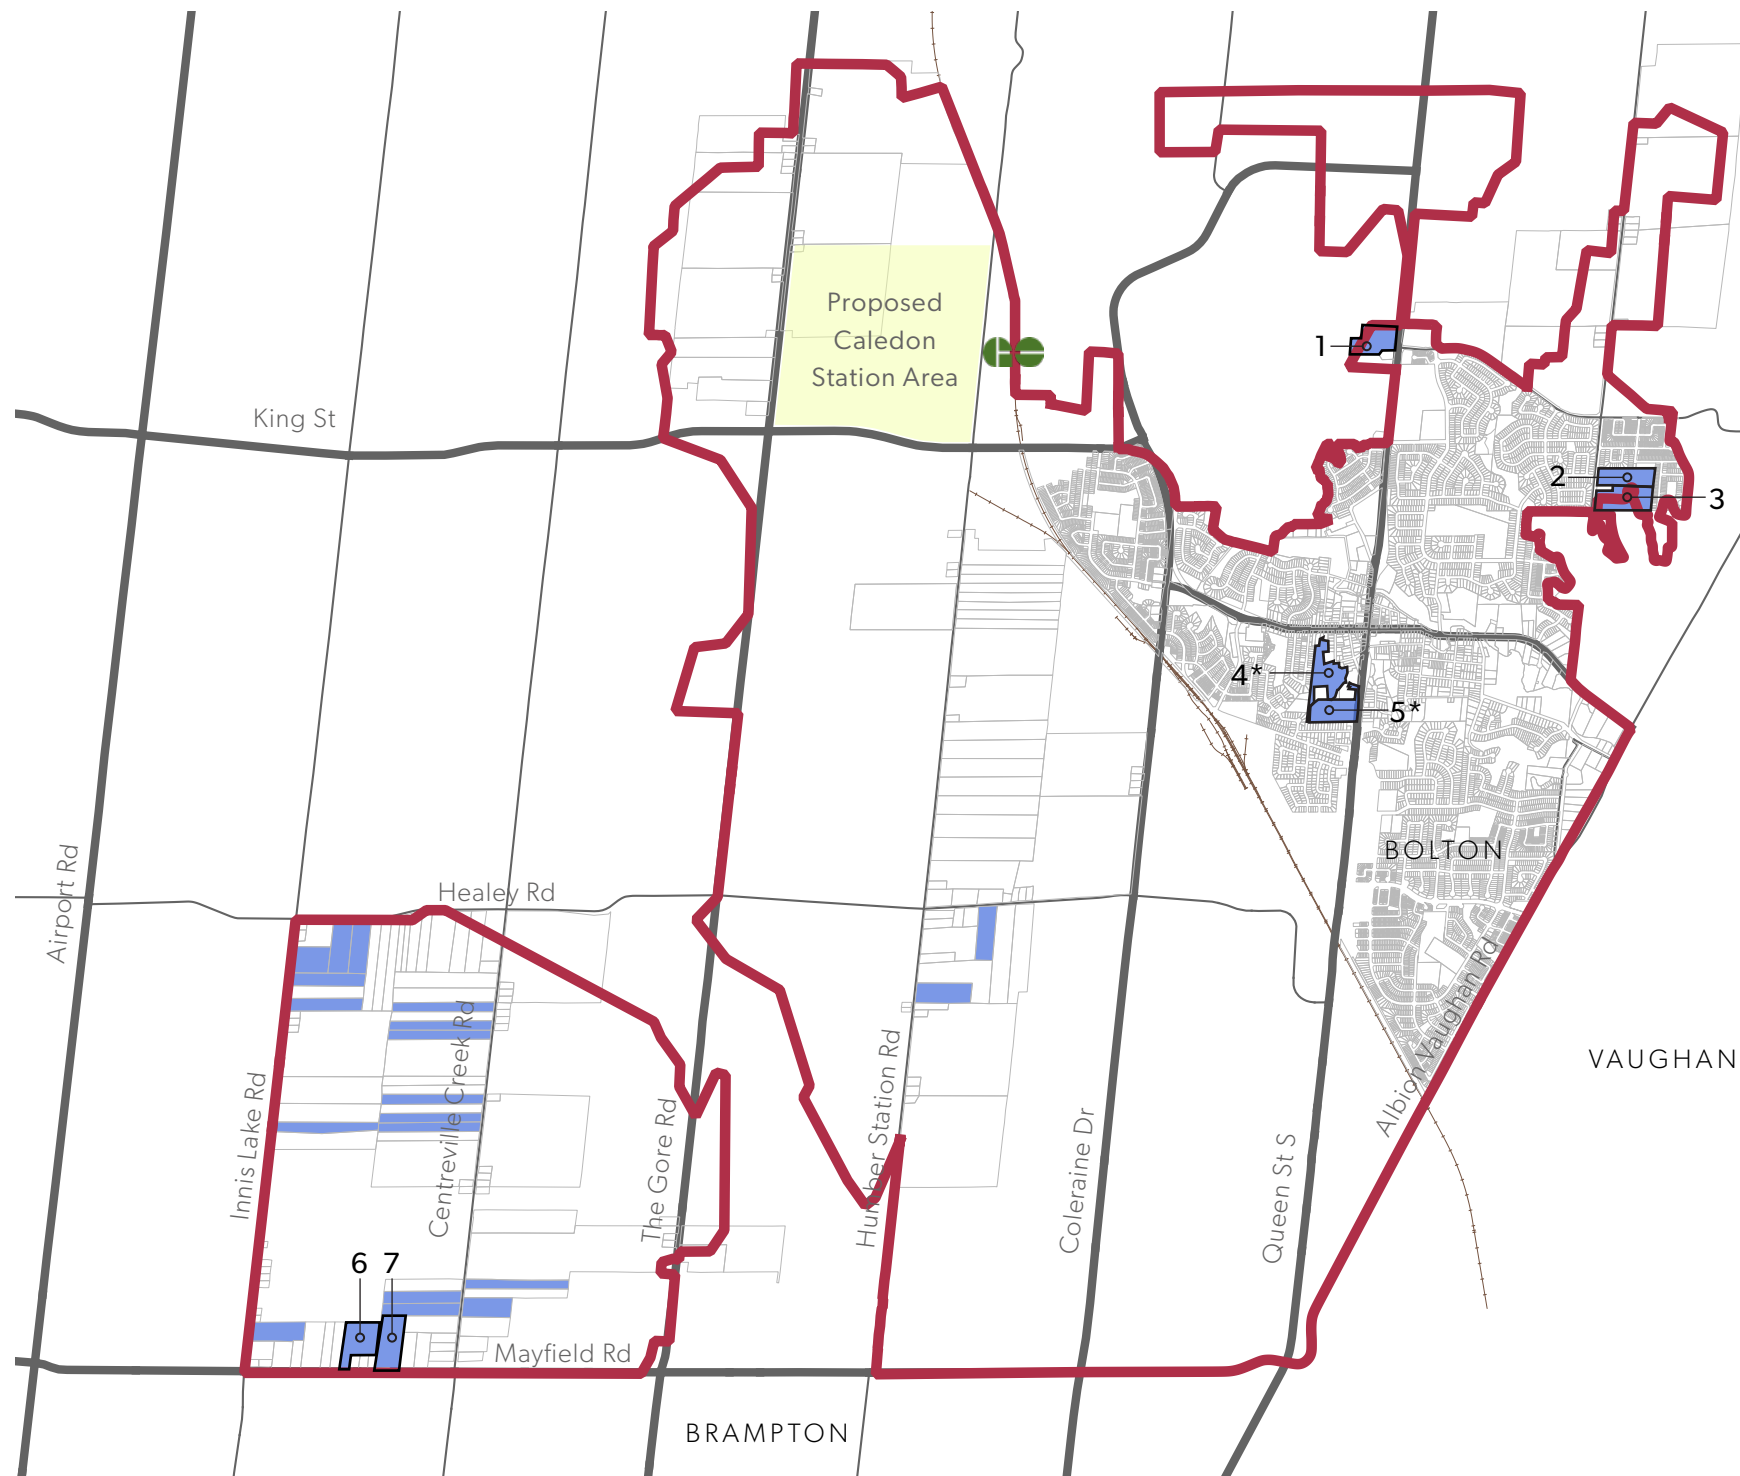 Proposed
Caledon
Station Area
1
King St
2
3
4*
5*
BOLTON
Healey Rd
Airport Rd
Albion Vaughan Rd
VAUGHAN
Innis Lake Rd
Centreville Creek Rd
The Gore Rd
Humber Station Rd
Coleraine Dr
Queen St S
6 7
Mayfield Rd
BRAMPTON